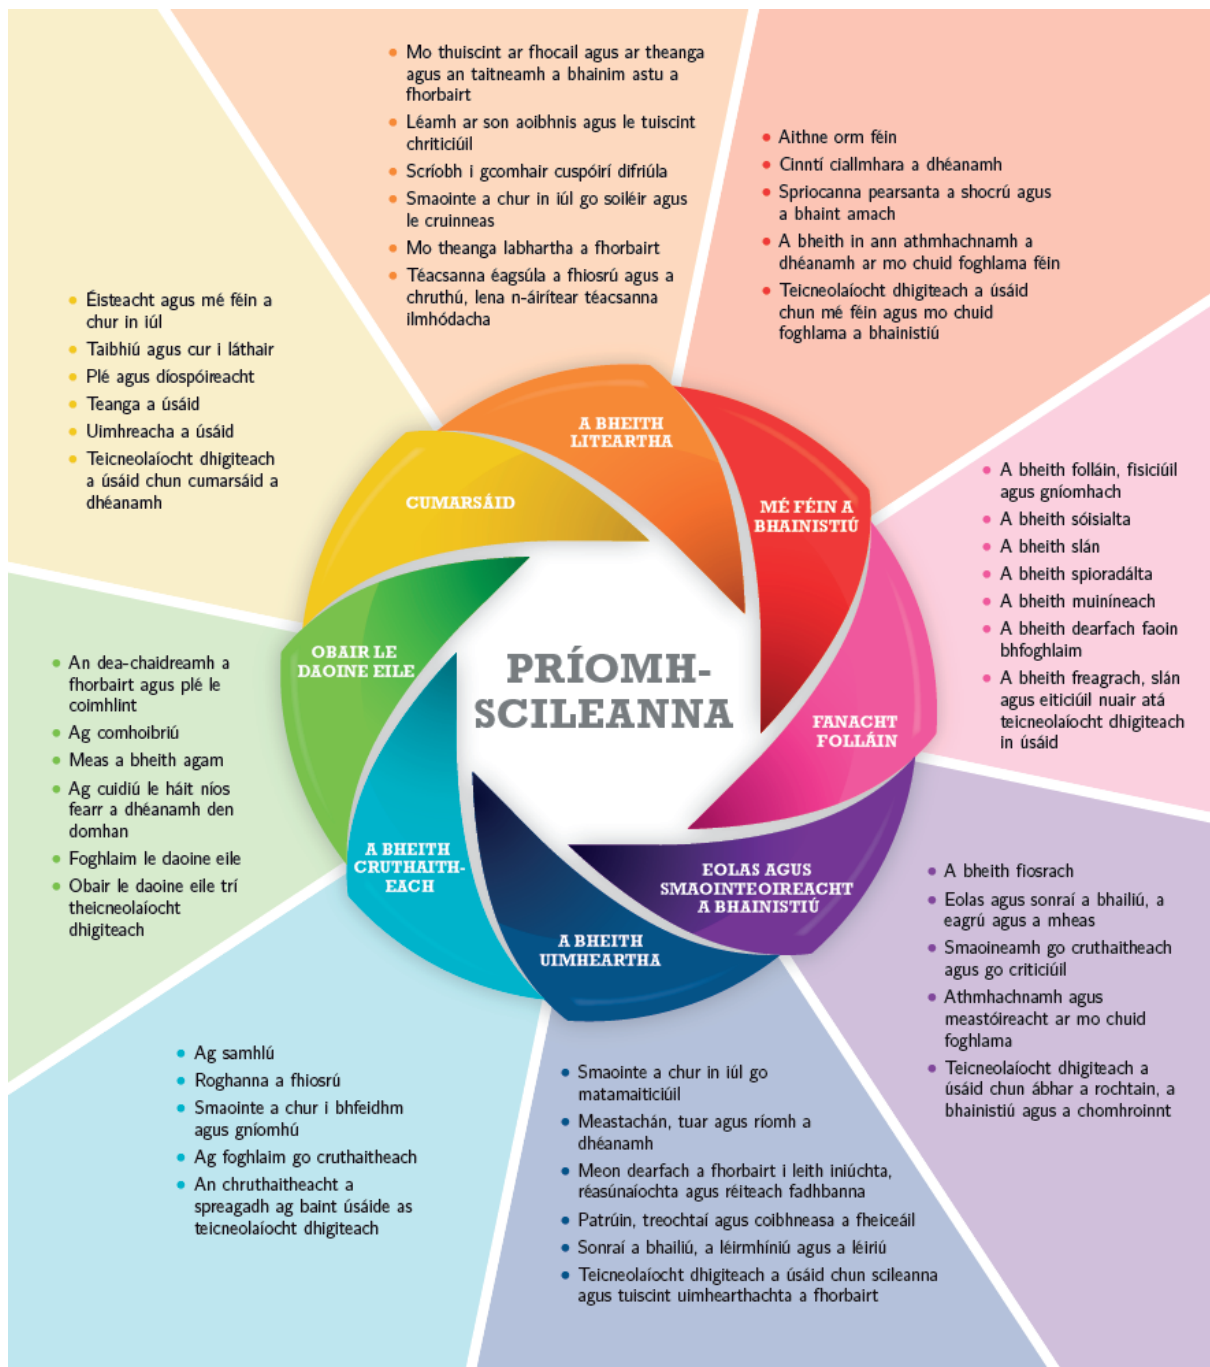 Mo thuiscint ar fhocail agus ar theanga
agus an taitneamh a bhainim astu a
fhorbairt
Léamh ar son aoibhnis agus le tuiscint
chriticiúil
Scríobh i gcomhair cuspóirí difriúla
Smaointe a chur in iúl go soiléir agus
le cruinneas
Mo theanga labhartha a fhorbairt
Téacsanna éagsúla a fhiosrú agus a
chruthú, lena n-áirítear téacsanna
ilmhódacha
Aithne orm féin
Cinntí ciallmhara a dhéanamh
Spriocanna pearsanta a shocrú agus
a bhaint amach
A bheith in ann athmhachnamh a
dhéanamh ar mo chuid foghlama féin
Teicneolaíocht dhigiteach a úsáid
chun mé féin agus mo chuid
foghlama a bhainistiú
Éisteacht agus mé féin a
chur in iúl
Taibhiú agus cur i láthair
Plé agus díospóireacht
Teanga a úsáid
Uimhreacha a úsáid
Teicneolaíocht dhigiteach
a úsáid chun cumarsáid a
dhéanamh
A BHEITH
LITEARTHA
CUMARSÁID
MÉ FÉIN A
BHAINISTIÚ
A bheith folláin, fisiciúil
agus gníomhach
A bheith sóisialta
A bheith slán
A bheith spioradálta
A bheith muiníneach
A bheith dearfach faoin
bhfoghlaim
A bheith freagrach, slán
agus eiticiúil nuair atá
teicneolaíocht dhigiteach
in úsáid
OBAIR LE
DAOINE EILE
PRÍOMH-
SCILEANNA
FANACHT
FOLLÁIN
An dea-chaidreamh a
fhorbairt agus plé le
coimhlint
Ag comhoibriú
Meas a bheith agam
Ag cuidiú le háit níos
fearr a dhéanamh den
domhan
Foghlaim le daoine eile
Obair le daoine eile trí
theicneolaíocht
dhigiteach
A BHEITH
CRUTHAITH-
EACH
EOLAS AGUS
SMAOINTEOIREACHT
A BHAINISTIÚ
A BHEITH
UIMHEARTHA
A bheith fiosrach
Eolas agus sonraí a bhailiú, a
eagrú agus a mheas
Smaoineamh go cruthaitheach
agus go criticiúil
Athmhachnamh agus
meastóireacht ar mo chuid
foghlama
Teicneolaíocht dhigiteach a
úsáid chun ábhar a rochtain, a
bhainistiú agus a chomhroinnt
Ag samhlú
Roghanna a fhiosrú
Smaointe a chur i bhfeidhm
agus gníomhú
Ag foghlaim go cruthaitheach
An chruthaitheacht a
spreagadh ag baint úsáide as
teicneolaíocht dhigiteach
Smaointe a chur in iúl go
matamaiticiúil
Meastachán, tuar agus ríomh a
dhéanamh
Meon dearfach a fhorbairt i leith iniúchta,
réasúnaíochta agus réiteach fadhbanna
Patrúin, treochtaí agus coibhneasa a fheiceáil
Sonraí a bhailiú, a léirmhíniú agus a léiriú
Teicneolaíocht dhigiteach a úsáid chun scileanna
agus tuiscint uimhearthachta a fhorbairt